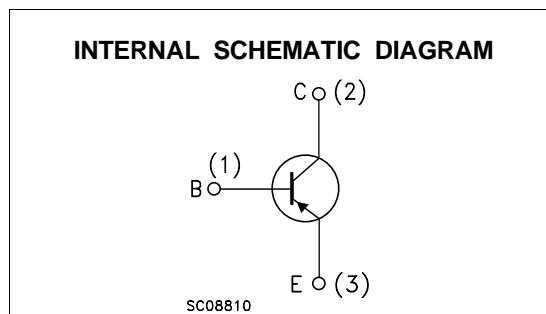 INTERNAL SCHEMATIC DIAGRAM
C (2)
(1)
B
E (3)
SC08810